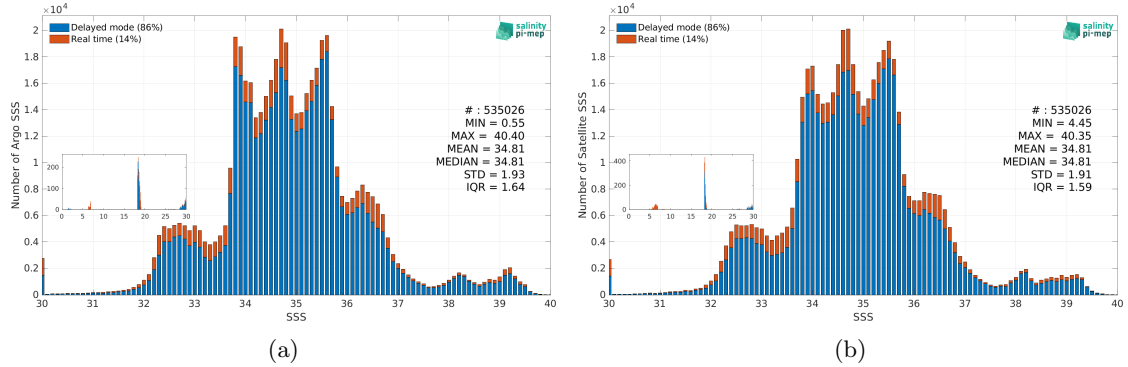 ×10⁴
Delayed mode (86%)
Real time (14%)
salinity
pi-mep
2
1.8
1.6
1.4
1.2
1
0.8
0.6
0.4
0.2
0
Number of Argo SSS
# : 535026
MIN = 0.55
MAX = 40.40
MEAN = 34.81
MEDIAN = 34.81
STD = 1.93
IQR = 1.64
200
100
0
0 5 10 15 20 25 30
30 31 32 33 34 35 36 37 38 39 40
SSS
(a)
×10⁴
Delayed mode (86%)
Real time (14%)
salinity
pi-mep
2
1.8
1.6
1.4
1.2
1
0.8
0.6
0.4
0.2
0
Number of Satellite SSS
# : 535026
MIN = 4.45
MAX = 40.35
MEAN = 34.81
MEDIAN = 34.81
STD = 1.91
IQR = 1.59
400
200
0
0 5 10 15 20 25 30
30 31 32 33 34 35 36 37 38 39 40
SSS
(b)